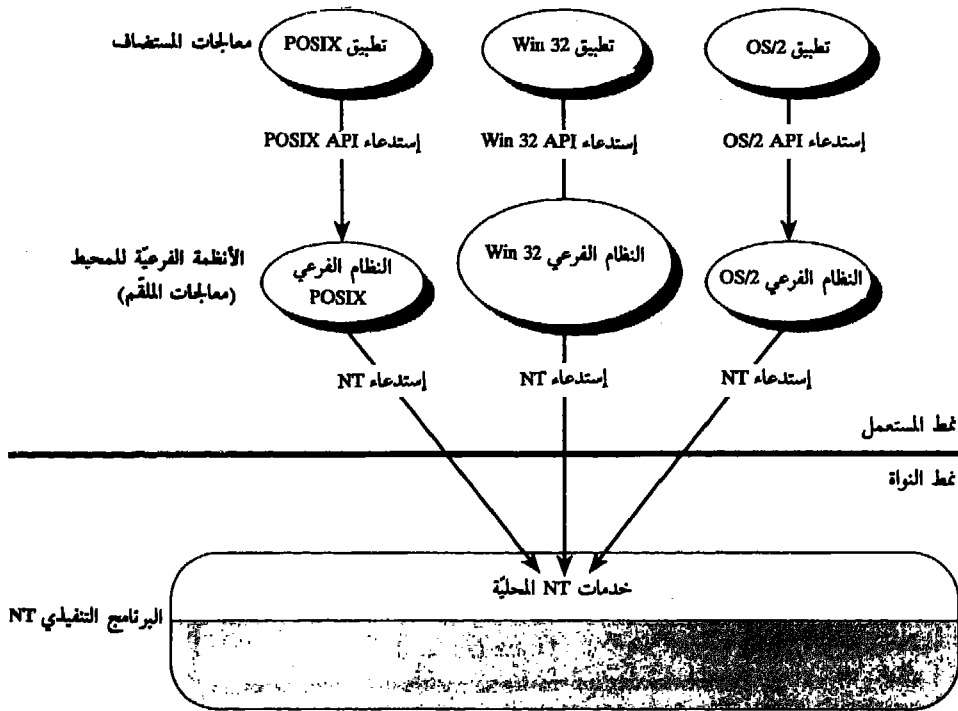 معالجات المستضاف
تطبيق POSIX
تطبيق Win 32
تطبيق OS/2
إستدعاء POSIX API
إستدعاء Win 32 API
إستدعاء OS/2 API
الأنظمة الفرعيّة للمحيط
(معالجات الملقّم)
النظام الفرعي
POSIX
النظام الفرعي Win 32
النظام الفرعي OS/2
إستدعاء NT
إستدعاء NT
إستدعاء NT
نمط المستعمل
نمط النواة
خدمات NT المحليّة
البرنامج التنفيذي NT